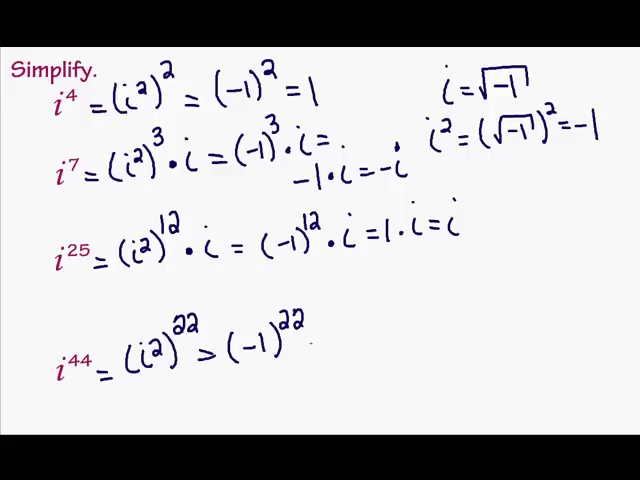 Simplify.
i⁴ = (i²)² = (-1)² = 1
i = √-1
i² = (√-1)² = -1
i⁷ = (i²)³ • i = (-1)³ • i =
-1 • i = -i
i²⁵ = (i²)¹² • i = (-1)¹² • i = 1 • i = i
i⁴⁴ = (i²)²² = (-1)²²